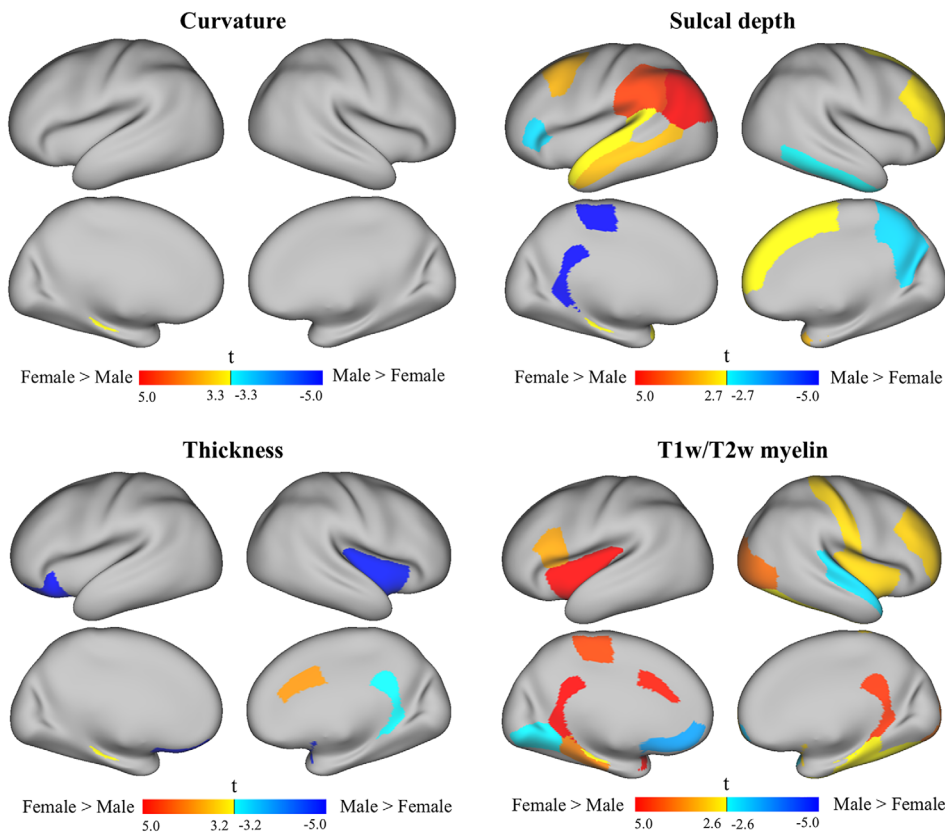 Curvature
t
Female > Male
Male > Female
5.0 3.3 -3.3 -5.0
Sulcal depth
t
Female > Male
Male > Female
5.0 2.7 -2.7 -5.0
Thickness
t
Female > Male
Male > Female
5.0 3.2 -3.2 -5.0
T1w/T2w myelin
t
Female > Male
Male > Female
5.0 2.6 -2.6 -5.0